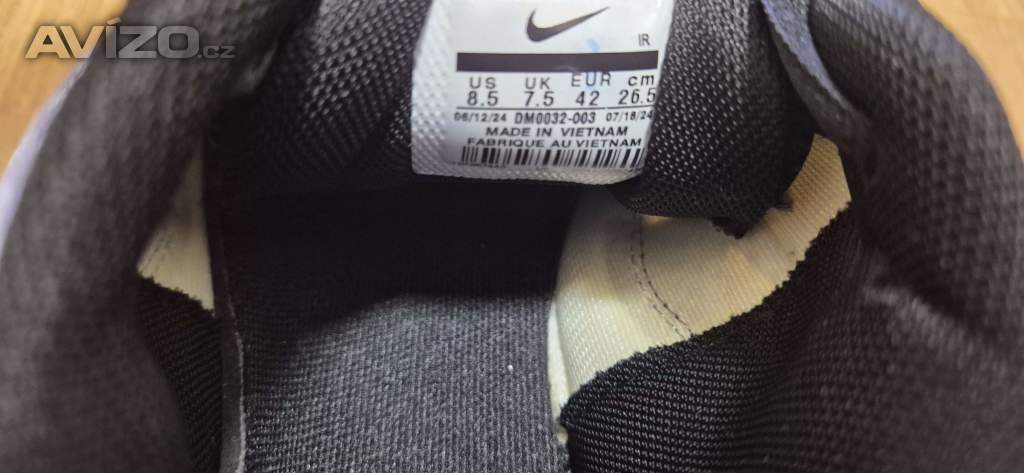 AVÍZO.cz
IR
US UK EUR cm
8.5 7.5 42 26.5
06/12/24 DM0032-003 07/18/24
MADE IN VIETNAM
FABRIQUE AU VIETNAM